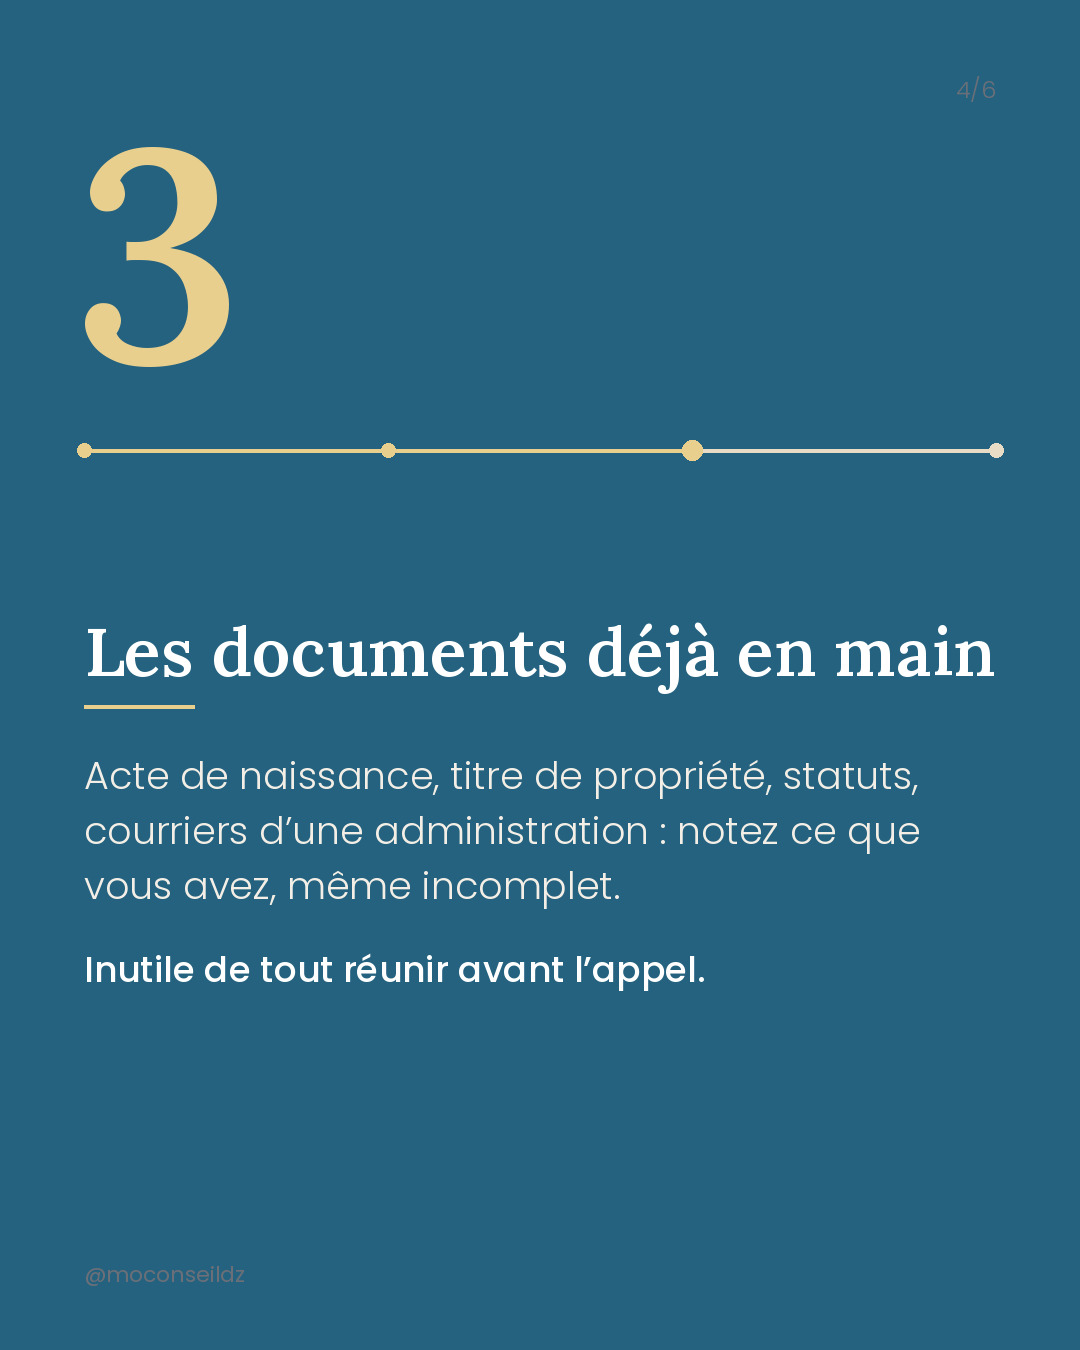 4/6
3
Les documents déjà en main
Acte de naissance, titre de propriété, statuts,
courriers d’une administration : notez ce que
vous avez, même incomplet.
Inutile de tout réunir avant l’appel.
@moconseildz